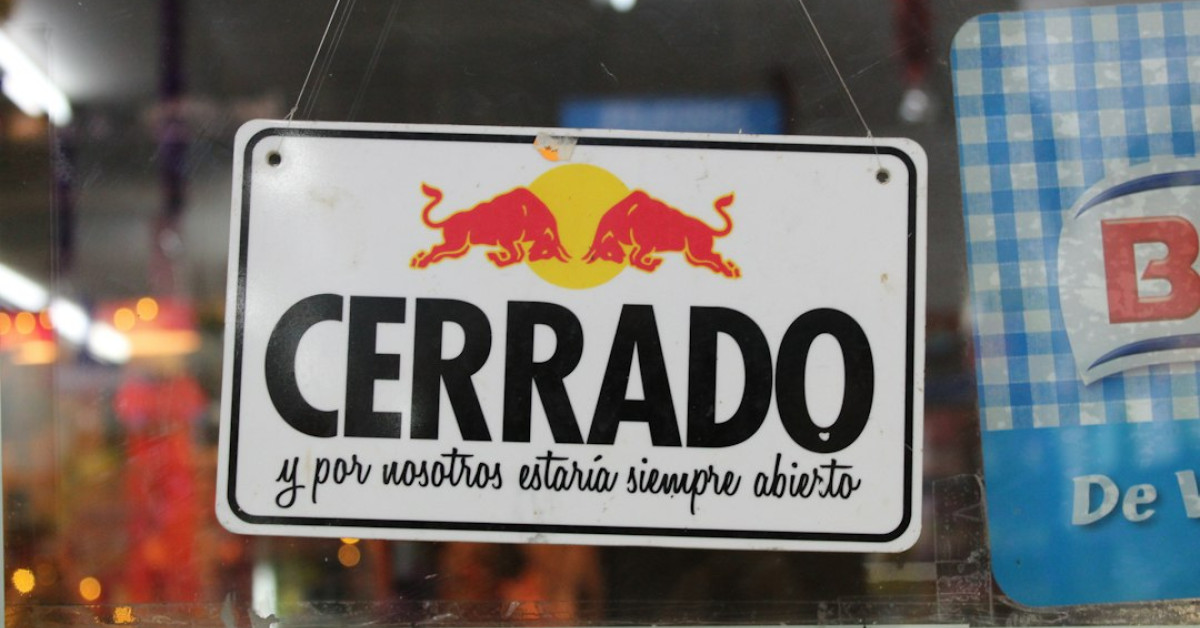 CERRADO
y por nosotros estaría siempre abierto
B
De